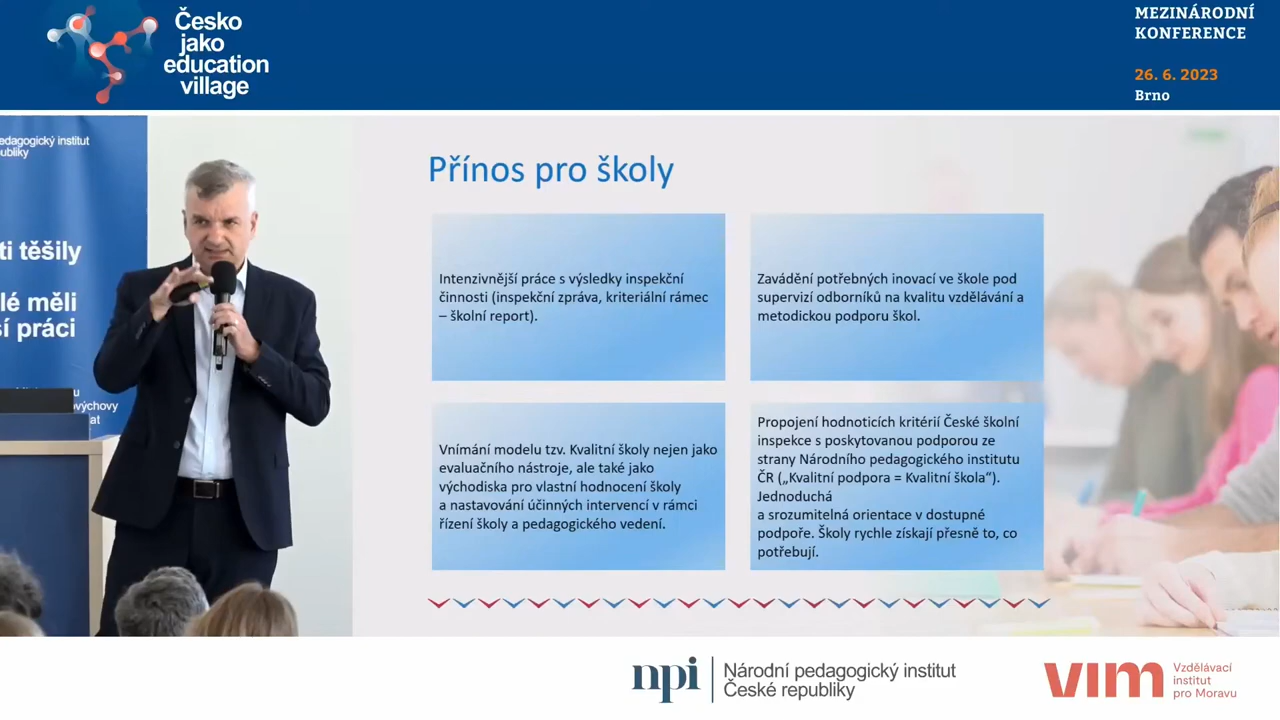 Česko
jako
education
village
MEZINÁRODNÍ
KONFERENCE
26. 6. 2023
Brno
pedagogický institut
ti těšily
lé měli
sí práci
Přínos pro školy
Intenzivnější práce s výsledky inspekční
činnosti (inspekční zpráva, kriteriální rámec
– školní report).
Zavádění potřebných inovací ve škole pod
supervizí odborníků na kvalitu vzdělávání a
metodickou podporu škol.
Vnímání modelu tzv. Kvalitní školy nejen jako
evaluačního nástroje, ale také jako
východiska pro vlastní hodnocení školy
a nastavování účinných intervencí v rámci
řízení školy a pedagogického vedení.
Propojení hodnoticích kritérií České školní
inspekce s poskytovanou podporou ze
strany Národního pedagogického institutu
ČR („Kvalitní podpora = Kvalitní škola“).
Jednoduchá
a srozumitelná orientace v dostupné
podpoře. Školy rychle získají přesně to, co
potřebují.
npi
Národní pedagogický institut
České republiky
vim
Vzdělávací
institut
pro Moravu